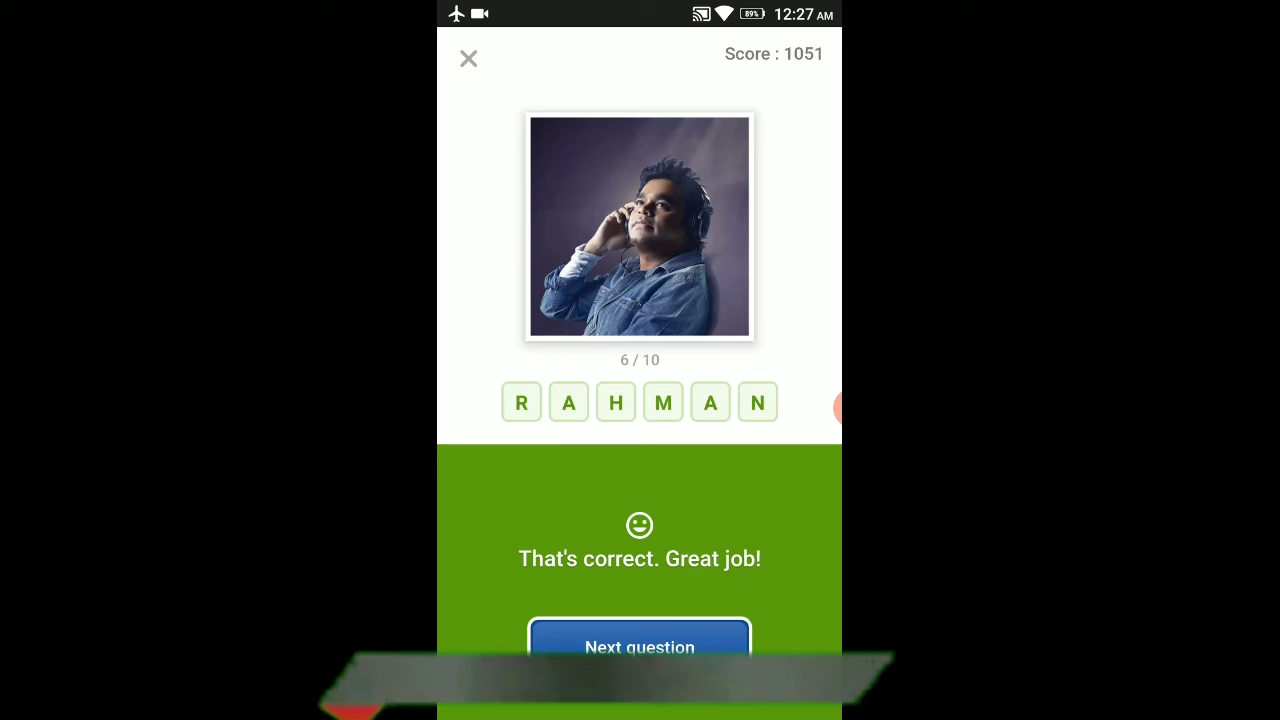 89% 12:27 AM
Score : 1051
6 / 10
R A H M A N
That's correct. Great job!
Next question